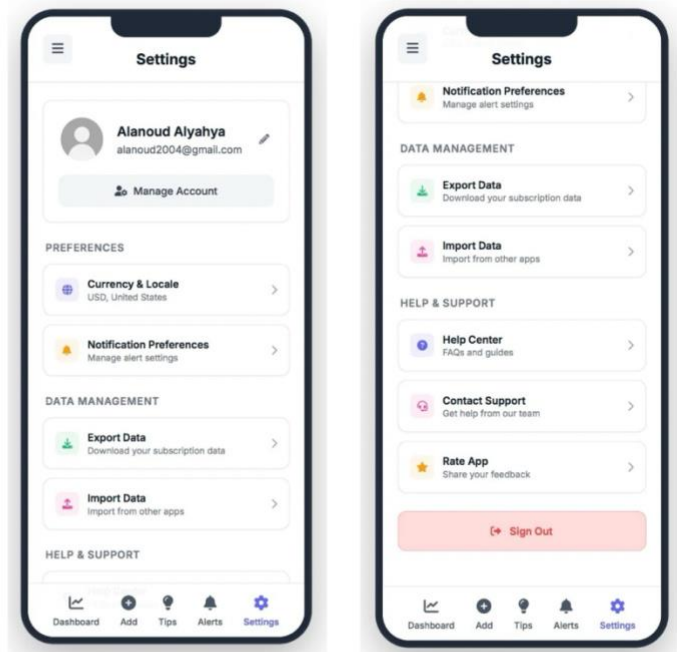 Settings
Alanoud Alyahya
alanoud2004@gmail.com
Manage Account
PREFERENCES
Currency & Locale
USD, United States
Notification Preferences
Manage alert settings
DATA MANAGEMENT
Export Data
Download your subscription data
Import Data
Import from other apps
HELP & SUPPORT
Dashboard
Add
Tips
Alerts
Settings
Settings
Notification Preferences
Manage alert settings
DATA MANAGEMENT
Export Data
Download your subscription data
Import Data
Import from other apps
HELP & SUPPORT
Help Center
FAQs and guides
Contact Support
Get help from our team
Rate App
Share your feedback
Sign Out
Dashboard
Add
Tips
Alerts
Settings